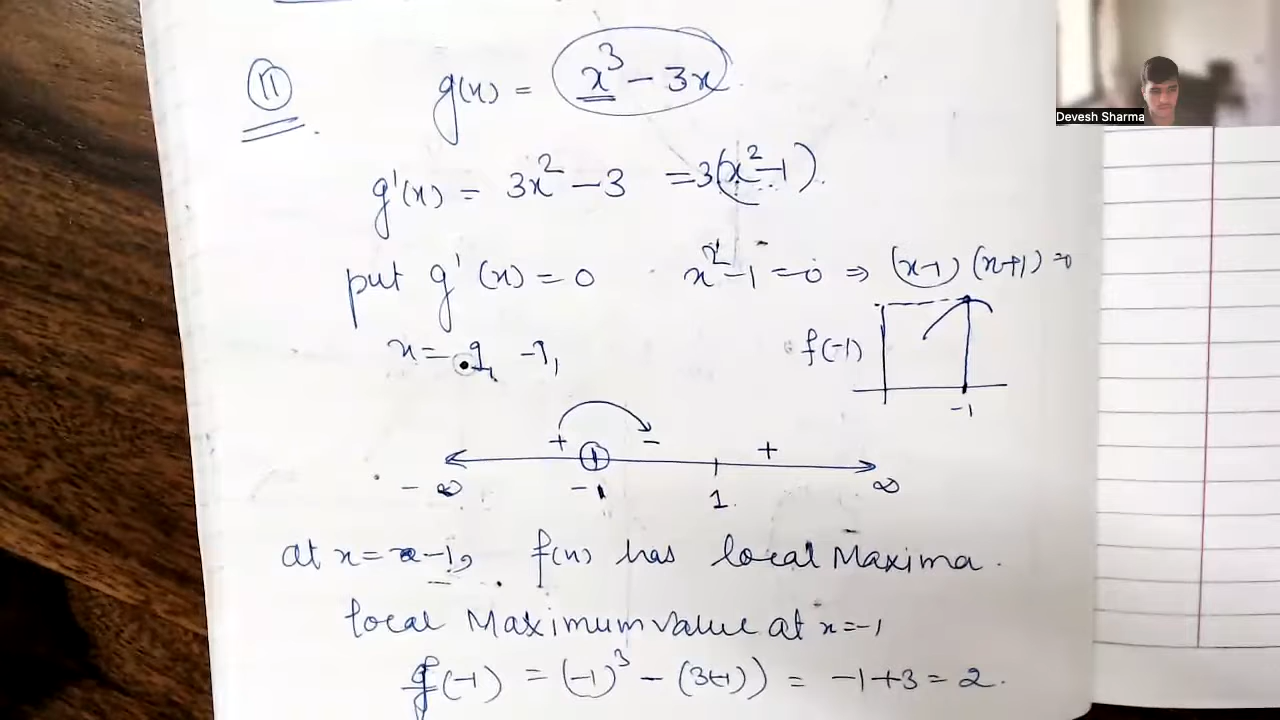 (11) g(x) = x³ − 3x.
Devesh Sharma
g'(x) = 3x² − 3 = 3(x² − 1).
put g'(x) = 0 x² − 1 = 0 ⇒ (x−1) (x+1) = 0
x = 1, −1,
f(−1)
−1
+ − +
− ∞ −1 1 ∞
at x = −1, f(x) has local Maxima.
local Maximum value at x = −1
f(−1) = (−1)³ − (3(−1)) = −1 + 3 = 2.